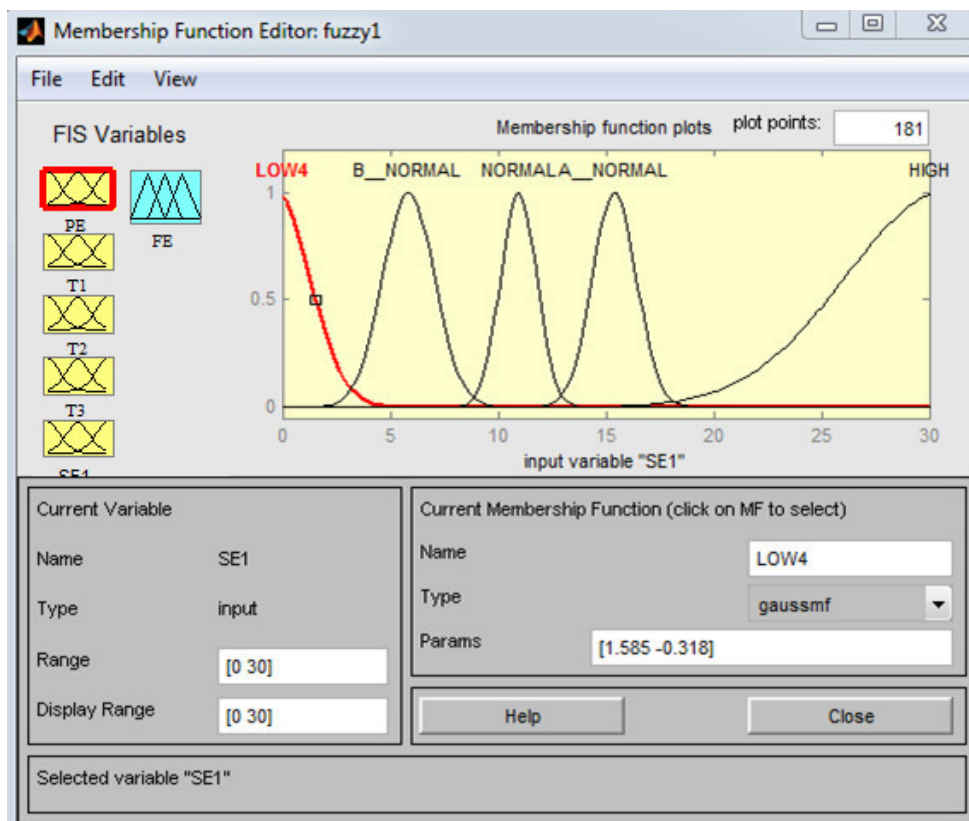 Membership Function Editor: fuzzy1
File Edit View
FIS Variables
Membership function plots plot points: 181
PE
FE
T1
T2
T3
SE1
LOW4 B__NORMAL NORMALA__NORMAL HIGH
1
0.5
0
0 5 10 15 20 25 30
input variable "SE1"
Current Variable
Name SE1
Type input
Range [0 30]
Display Range [0 30]
Current Membership Function (click on MF to select)
Name LOW4
Type gaussmf
Params [1.585 -0.318]
Help Close
Selected variable "SE1"